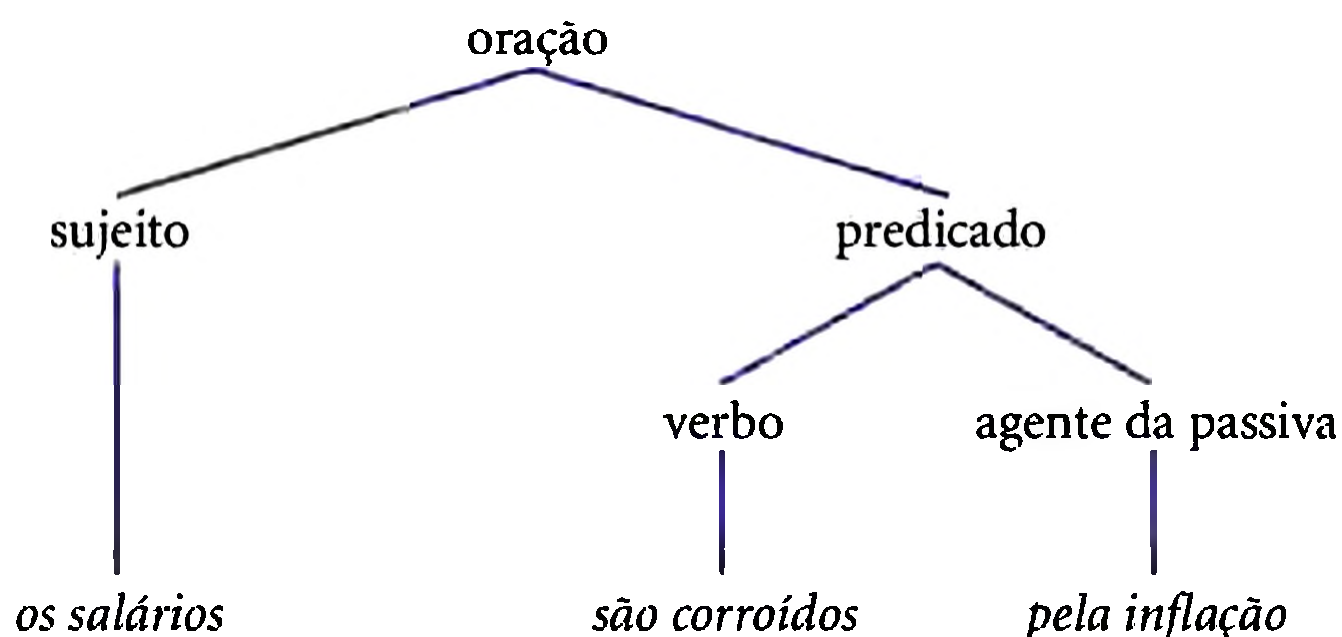 oração
sujeito predicado
verbo agente da passiva
os salários são corroídos pela inflação